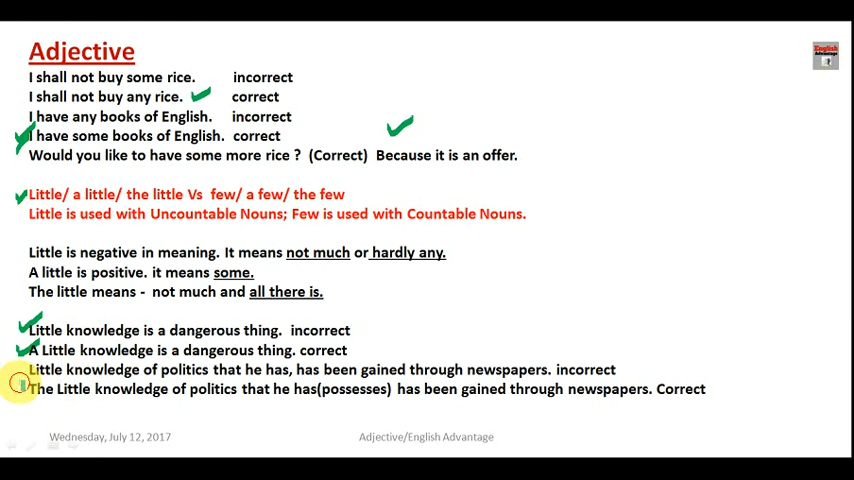 Adjective
English
Advantage
I shall not buy some rice. incorrect
I shall not buy any rice. correct
I have any books of English. incorrect
I have some books of English. correct
Would you like to have some more rice ? (Correct) Because it is an offer.
Little/ a little/ the little Vs few/ a few/ the few
Little is used with Uncountable Nouns; Few is used with Countable Nouns.
Little is negative in meaning. It means not much or hardly any.
A little is positive. it means some.
The little means - not much and all there is.
Little knowledge is a dangerous thing. incorrect
A Little knowledge is a dangerous thing. correct
Little knowledge of politics that he has, has been gained through newspapers. incorrect
The Little knowledge of politics that he has(possesses) has been gained through newspapers. Correct
Wednesday, July 12, 2017 Adjective/English Advantage